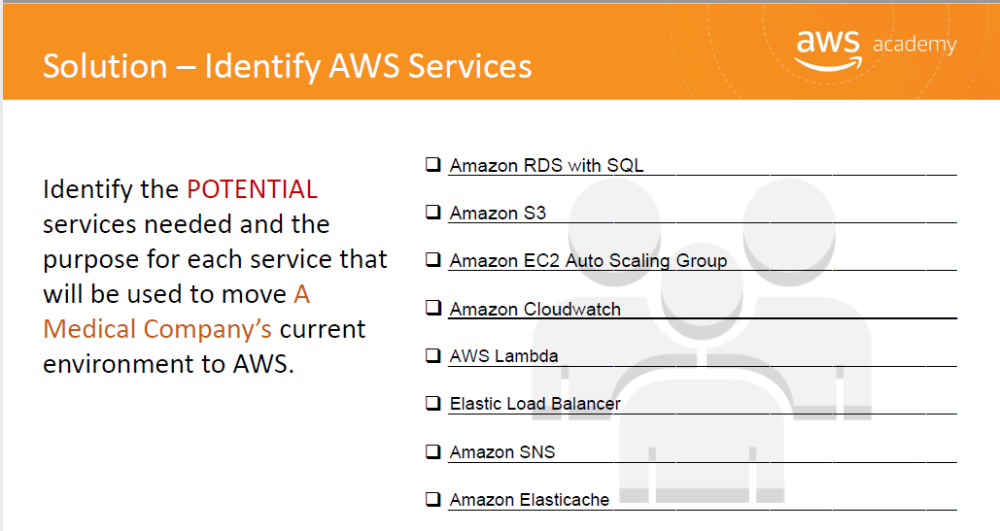 Solution – Identify AWS Services
aws academy
Identify the POTENTIAL
services needed and the
purpose for each service that
will be used to move A
Medical Company's current
environment to AWS.
Amazon RDS with SQL
Amazon S3
Amazon EC2 Auto Scaling Group
Amazon Cloudwatch
AWS Lambda
Elastic Load Balancer
Amazon SNS
Amazon Elasticache